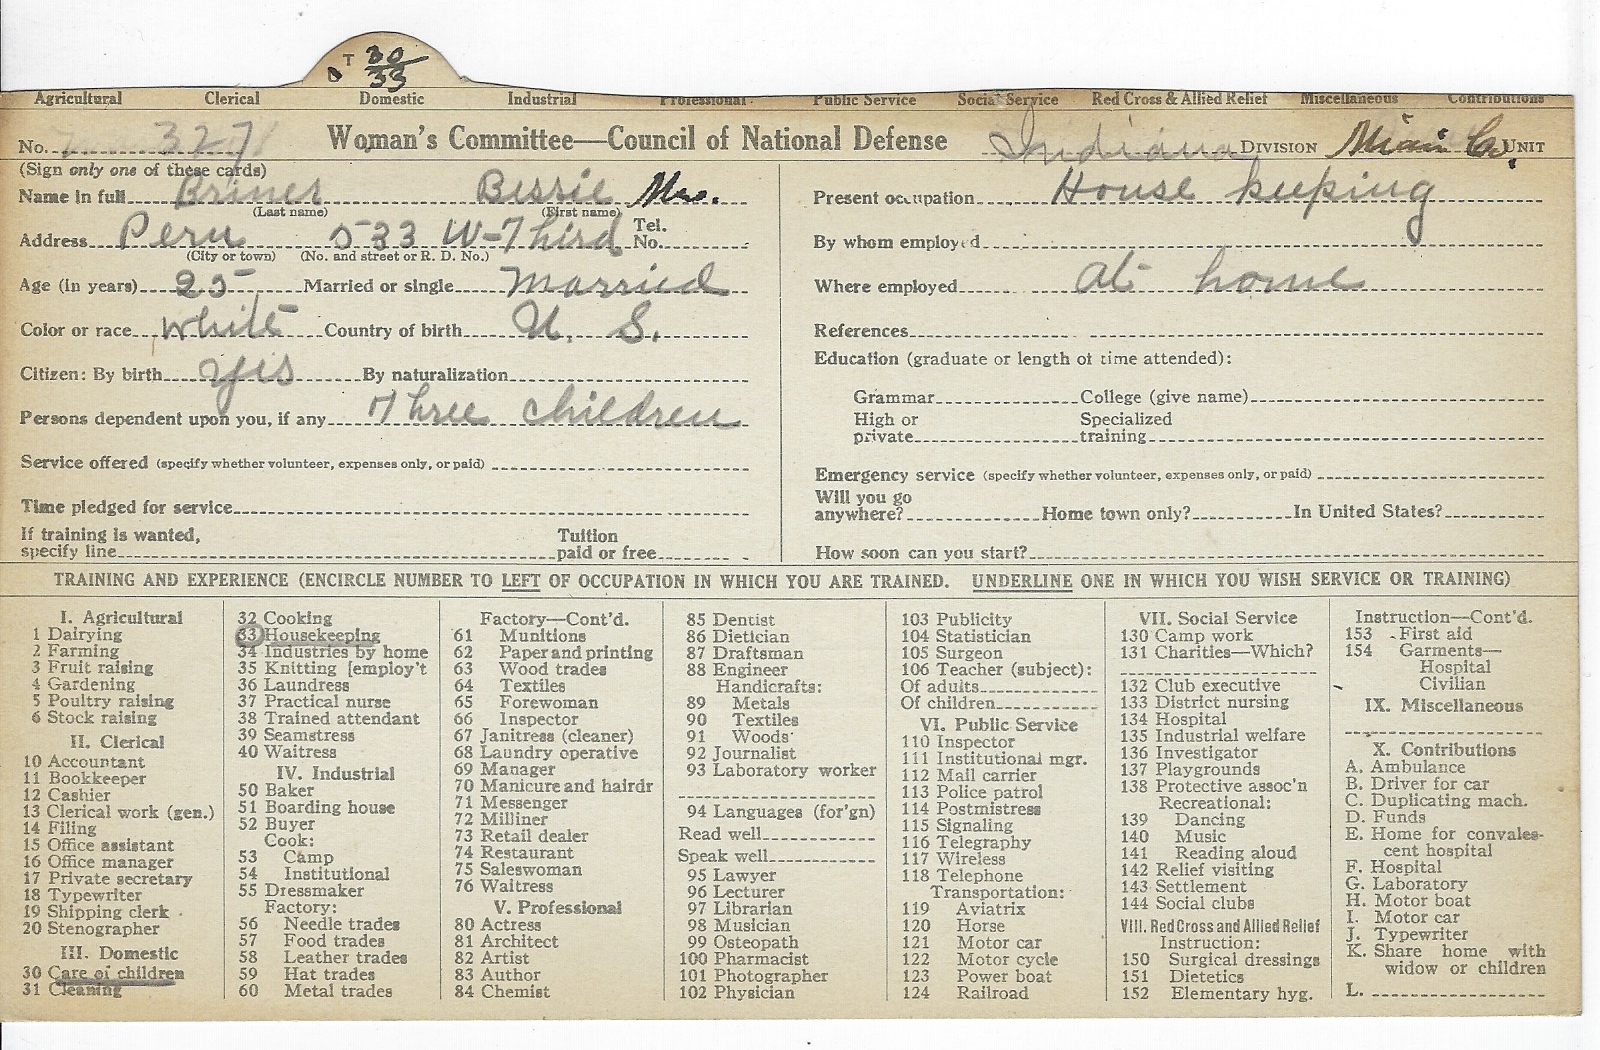 T 30
33
Agricultural Clerical Domestic Industrial Professional Public Service Social Service Red Cross & Allied Relief Miscellaneous Contributions
No. 327 Woman's Committee—Council of National Defense Indiana DIVISION Miami Co. UNIT
(Sign only one of these cards)
Name in full Briner Bessie Mrs.
(Last name) (First name)
Address Peru 533 W-Third Tel. No.
(City or town) (No. and street or R. D. No.)
Age (in years) 25 Married or single Married
Color or race white Country of birth U. S.
Citizen: By birth yes By naturalization
Persons dependent upon you, if any Three children
Service offered (specify whether volunteer, expenses only, or paid)
Time pledged for service
If training is wanted,
specify line
Tuition
paid or free
Present occupation House keeping
By whom employed
Where employed at home
References
Education (graduate or length of time attended):
Grammar College (give name)
High or
private
Specialized
training
Emergency service (specify whether volunteer, expenses only, or paid)
Will you go
anywhere? Home town only? In United States?
How soon can you start?
TRAINING AND EXPERIENCE (ENCIRCLE NUMBER TO LEFT OF OCCUPATION IN WHICH YOU ARE TRAINED. UNDERLINE ONE IN WHICH YOU WISH SERVICE OR TRAINING)
I. Agricultural
1 Dairying
2 Farming
3 Fruit raising
4 Gardening
5 Poultry raising
6 Stock raising
II. Clerical
10 Accountant
11 Bookkeeper
12 Cashier
13 Clerical work (gen.)
14 Filing
15 Office assistant
16 Office manager
17 Private secretary
18 Typewriter
19 Shipping clerk
20 Stenographer
III. Domestic
30 Care of children
31 Cleaning
32 Cooking
33 Housekeeping
34 Industries by home
35 Knitting [employ't
36 Laundress
37 Practical nurse
38 Trained attendant
39 Seamstress
40 Waitress
IV. Industrial
50 Baker
51 Boarding house
52 Buyer
Cook:
53 Camp
54 Institutional
55 Dressmaker
Factory:
56 Needle trades
57 Food trades
58 Leather trades
59 Hat trades
60 Metal trades
Factory—Cont'd.
61 Munitions
62 Paper and printing
63 Wood trades
64 Textiles
65 Forewoman
66 Inspector
67 Janitress (cleaner)
68 Laundry operative
69 Manager
70 Manicure and hairdr
71 Messenger
72 Milliner
73 Retail dealer
74 Restaurant
75 Saleswoman
76 Waitress
V. Professional
80 Actress
81 Architect
82 Artist
83 Author
84 Chemist
85 Dentist
86 Dietician
87 Draftsman
88 Engineer
Handicrafts:
89 Metals
90 Textiles
91 Woods
92 Journalist
93 Laboratory worker
94 Languages (for'gn)
Read well
Speak well
95 Lawyer
96 Lecturer
97 Librarian
98 Musician
99 Osteopath
100 Pharmacist
101 Photographer
102 Physician
103 Publicity
104 Statistician
105 Surgeon
106 Teacher (subject):
Of adults
Of children
VI. Public Service
110 Inspector
111 Institutional mgr.
112 Mail carrier
113 Police patrol
114 Postmistress
115 Signaling
116 Telegraphy
117 Wireless
118 Telephone
Transportation:
119 Aviatrix
120 Horse
121 Motor car
122 Motor cycle
123 Power boat
124 Railroad
VII. Social Service
130 Camp work
131 Charities—Which?
132 Club executive
133 District nursing
134 Hospital
135 Industrial welfare
136 Investigator
137 Playgrounds
138 Protective assoc'n
Recreational:
139 Dancing
140 Music
141 Reading aloud
142 Relief visiting
143 Settlement
144 Social clubs
VIII. Red Cross and Allied Relief
Instruction:
150 Surgical dressings
151 Dietetics
152 Elementary hyg.
Instruction—Cont'd.
153 First aid
154 Garments—
Hospital
Civilian
IX. Miscellaneous
X. Contributions
A. Ambulance
B. Driver for car
C. Duplicating mach.
D. Funds
E. Home for convales-
cent hospital
F. Hospital
G. Laboratory
H. Motor boat
I. Motor car
J. Typewriter
K. Share home with
widow or children
L.